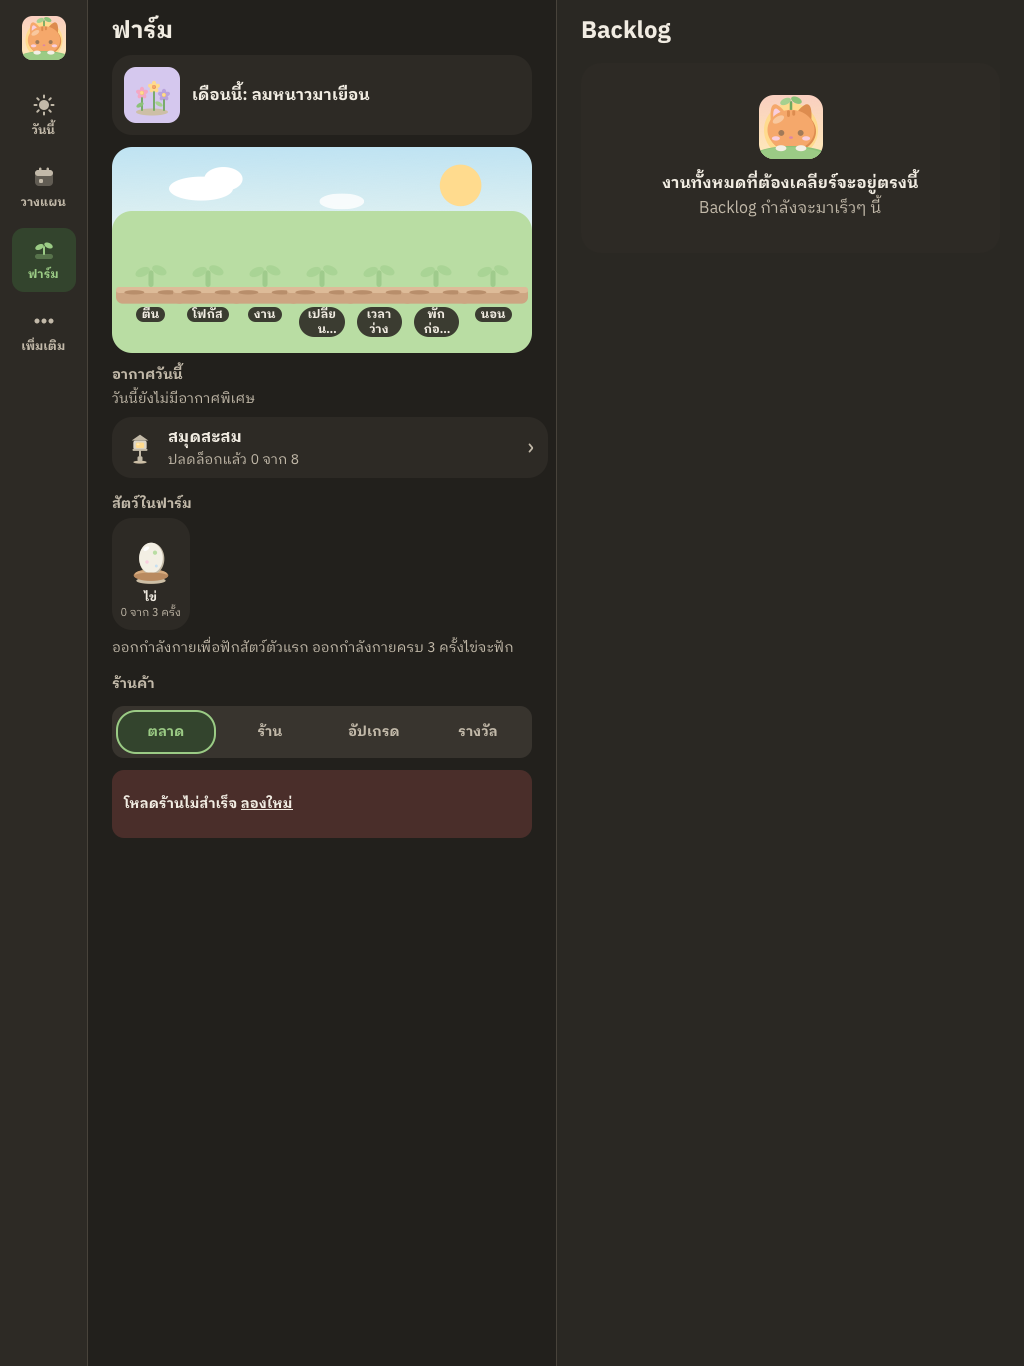 วันนี้
วางแผน
ฟาร์ม
เพิ่มเติม
ฟาร์ม
เดือนนี้: ลมหนาวมาเยือน
ตื่น
โฟกัส
งาน
เปลี่ย
น...
เวลา
ว่าง
พัก
ก่อ...
นอน
อากาศวันนี้
วันนี้ยังไม่มีอากาศพิเศษ
สมุดสะสม
ปลดล็อกแล้ว 0 จาก 8
›
สัตว์ในฟาร์ม
ไข่
0 จาก 3 ครั้ง
ออกกำลังกายเพื่อฟักสัตว์ตัวแรก ออกกำลังกายครบ 3 ครั้งไข่จะฟัก
ร้านค้า
ตลาด
ร้าน
อัปเกรด
รางวัล
โหลดร้านไม่สำเร็จ ลองใหม่
Backlog
งานทั้งหมดที่ต้องเคลียร์จะอยู่ตรงนี้
Backlog กำลังจะมาเร็วๆ นี้